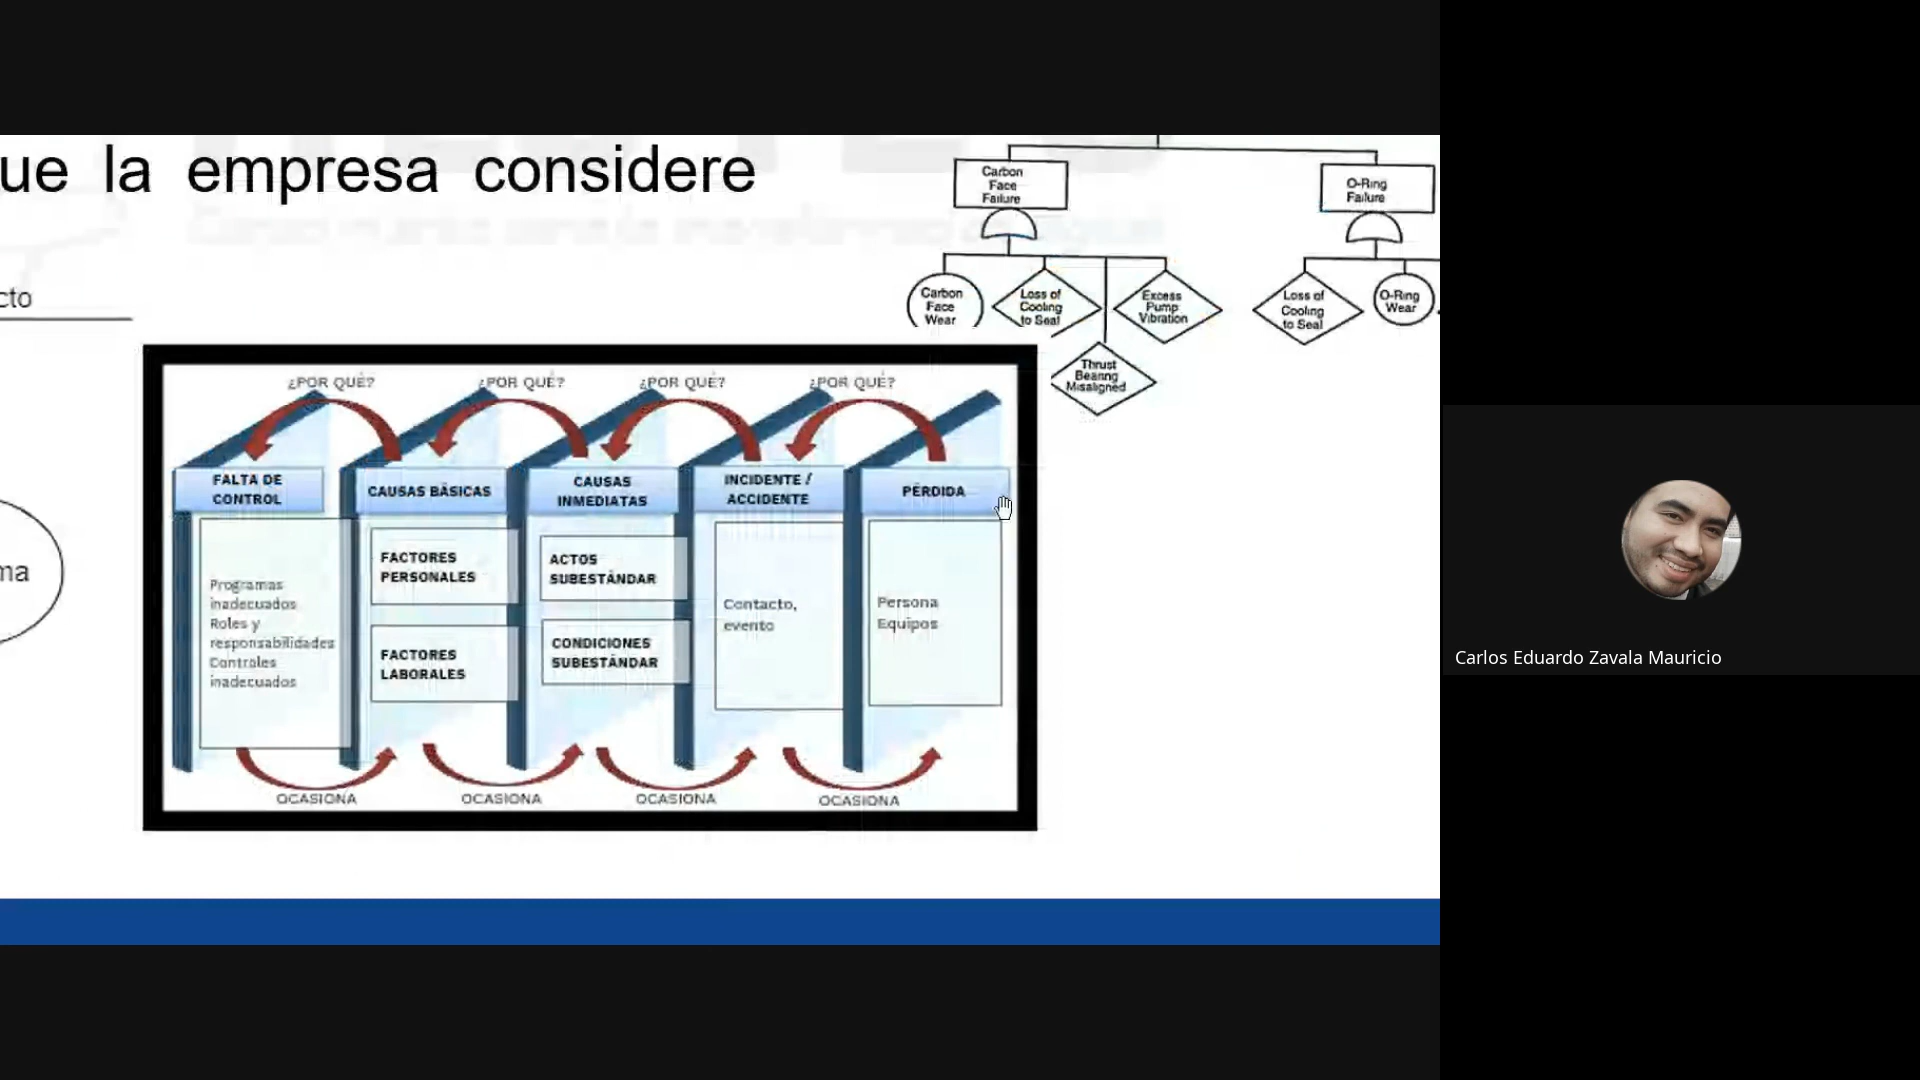 ue la empresa considere
Carbon
Face
Failure
O-Ring
Failure
Carbon
Face
Wear
Loss of
Cooling
to Seal
Excess
Pump
Vibration
Loss of
Cooling
to Seal
O-Ring
Wear
Thrust
Bearing
Misaligned
cto
ma
¿POR QUÉ? ¿POR QUÉ? ¿POR QUÉ? ¿POR QUÉ?
FALTA DE
CONTROL
CAUSAS BÁSICAS
CAUSAS
INMEDIATAS
INCIDENTE /
ACCIDENTE
PÉRDIDA
Programas
inadecuados
Roles y
responsabilidades
Controles
inadecuados
FACTORES
PERSONALES
FACTORES
LABORALES
ACTOS
SUBESTÁNDAR
CONDICIONES
SUBESTÁNDAR
Contacto,
evento
Persona
Equipos
OCASIONA OCASIONA OCASIONA OCASIONA
Carlos Eduardo Zavala Mauricio